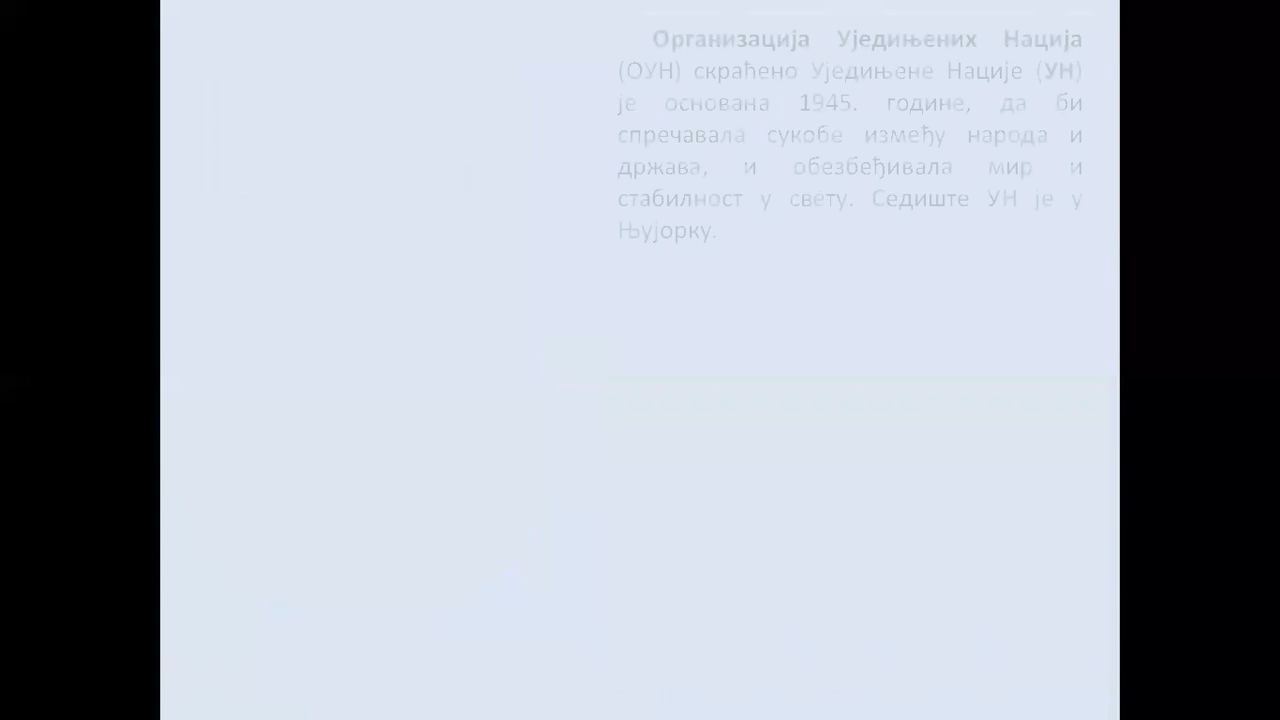 Организација Уједињених Нација
(ОУН) скраћено Уједињене Нације (УН)
је основана 1945. године, да би
спречавала сукобе између народа и
држава, и обезбеђивала мир и
стабилност у свету. Седиште УН је у
Њујорку.